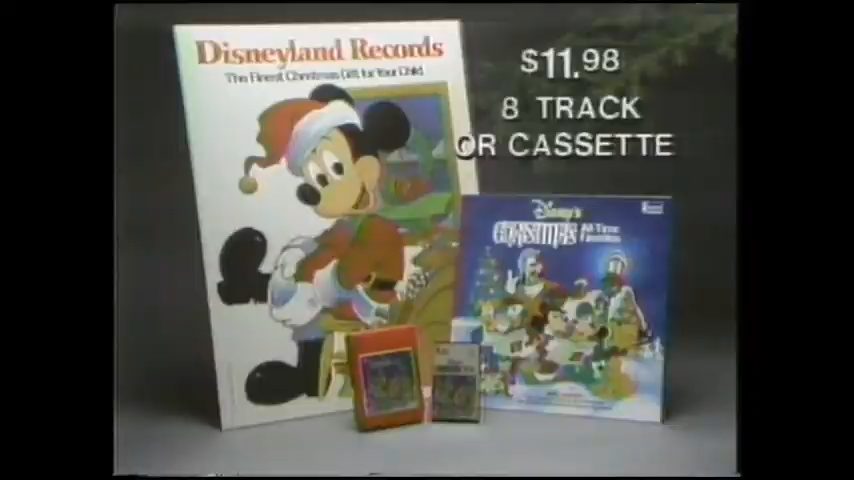 Disneyland Records
The Finest Christmas Gift for Your Child
$11.98
8 TRACK
OR CASSETTE
Disney's
CHRISTMAS All-Time
Favorites